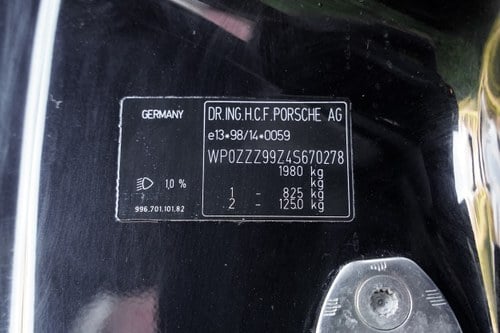 GERMANY
DR.ING.H.C.F.PORSCHE AG
e13*98/14*0059
WP0ZZZ99Z4S670278
1980 kg
kg
1 - 825 kg
2 - 1250 kg
1,0 %
996.701.101.82